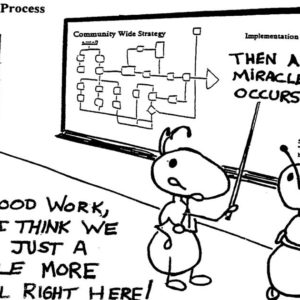 Process
Community Wide Strategy
Implementation
THEN A
MIRACLE
OCCURS
OOD WORK,
I THINK WE
JUST A
LE MORE
L RIGHT HERE!